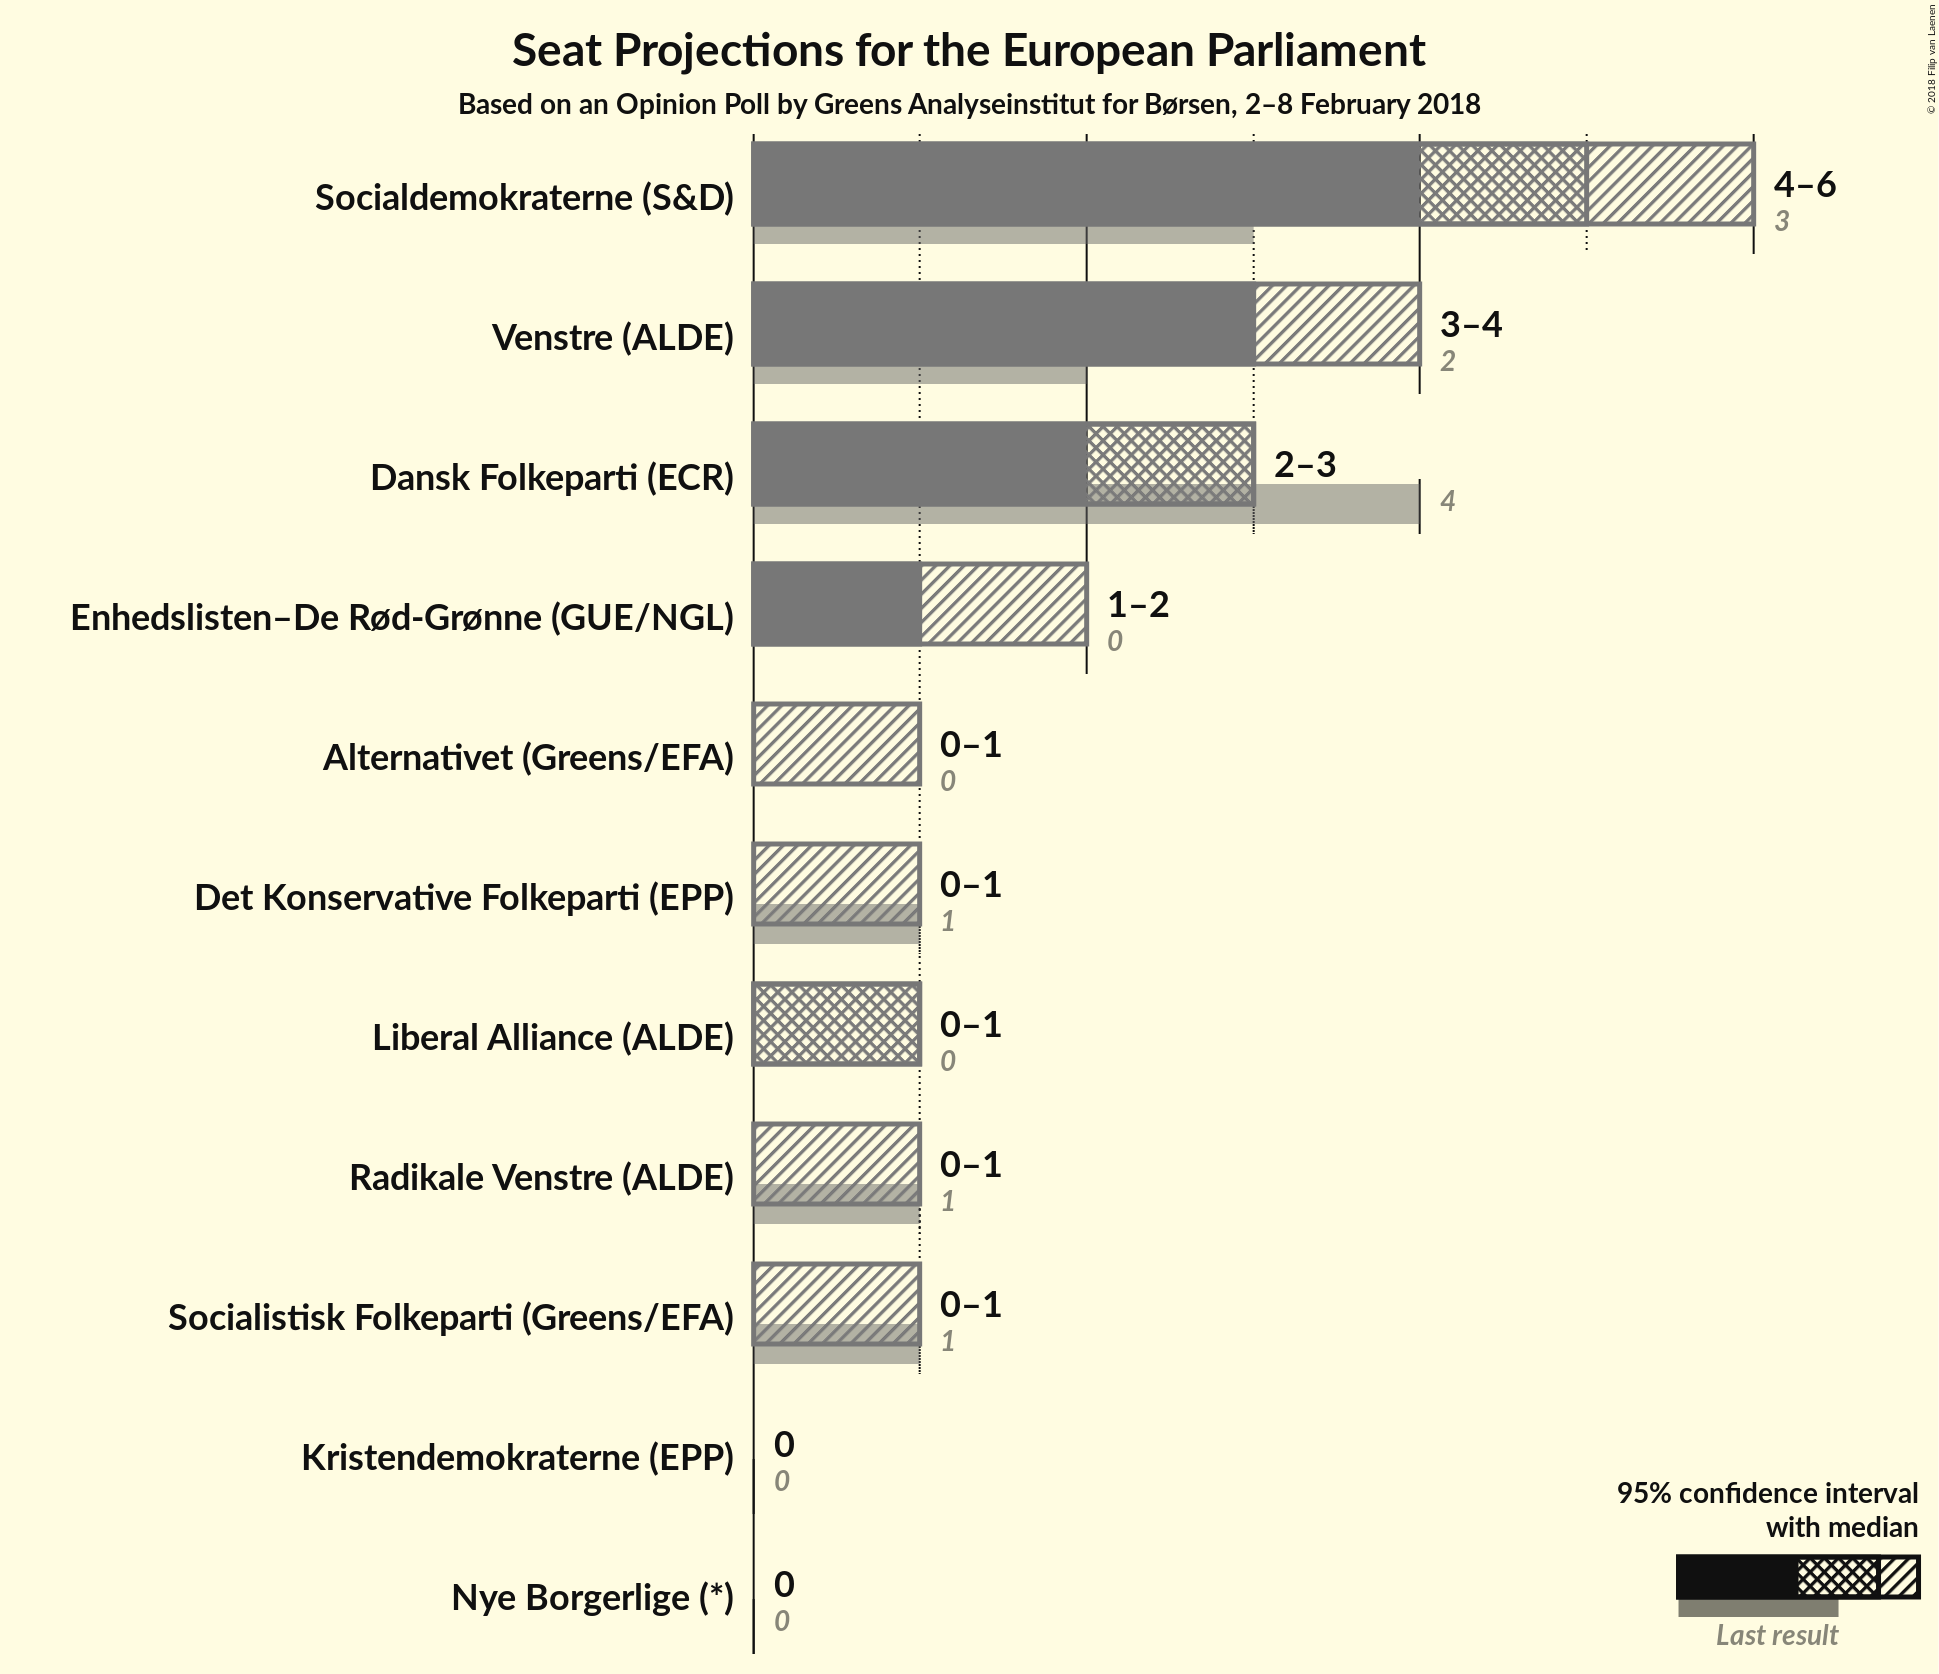 Seat Projections for the European Parliament
Based on an Opinion Poll by Greens Analyseinstitut for Børsen, 2–8 February 2018
© 2018 Filip van Laenen
Socialdemokraterne (S&D)
4–6
3
Venstre (ALDE)
3–4
2
Dansk Folkeparti (ECR)
2–3
4
Enhedslisten–De Rød-Grønne (GUE/NGL)
1–2
0
Alternativet (Greens/EFA)
0–1
0
Det Konservative Folkeparti (EPP)
0–1
1
Liberal Alliance (ALDE)
0–1
0
Radikale Venstre (ALDE)
0–1
1
Socialistisk Folkeparti (Greens/EFA)
0–1
1
Kristendemokraterne (EPP)
0
0
Nye Borgerlige (*)
0
0
95% confidence interval
with median
Last result